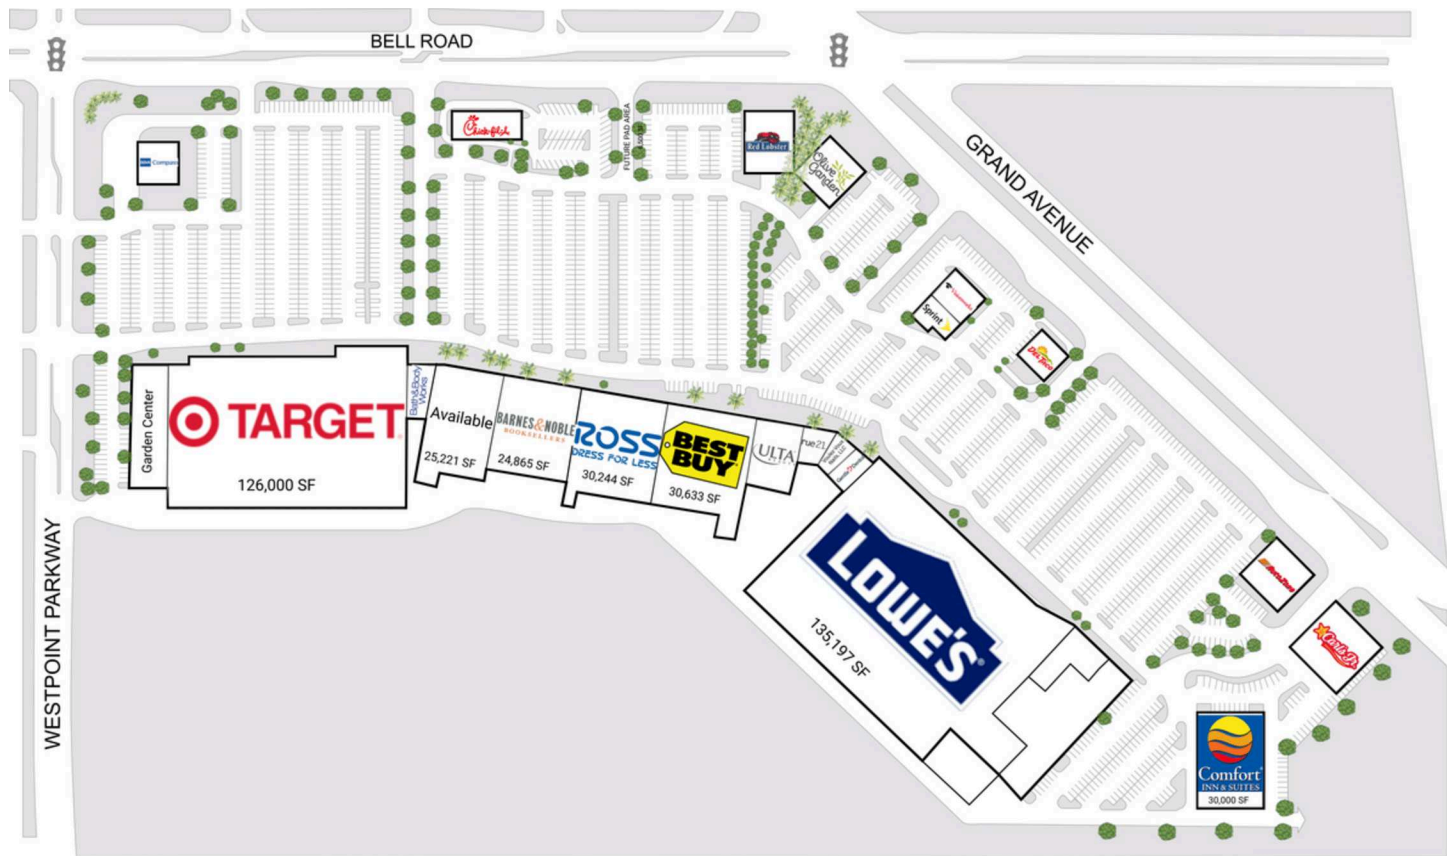 BELL ROAD
GRAND AVENUE
WESTPOINT PARKWAY
Compass
Chick-fil-A
FUTURE PAD AREA
Red Lobster
Olive
Garden
Sprint
Del Taco
Garden Center
TARGET
126,000 SF
Bath&Body
Works
Available
25,221 SF
BARNES&NOBLE
BOOKSELLERS
24,865 SF
ROSS
DRESS FOR LESS
30,244 SF
BEST
BUY
30,633 SF
ULTA
rue21
LOWE'S
135,197 SF
AutoZone
Carl's Jr.
Comfort
INN & SUITES
30,000 SF